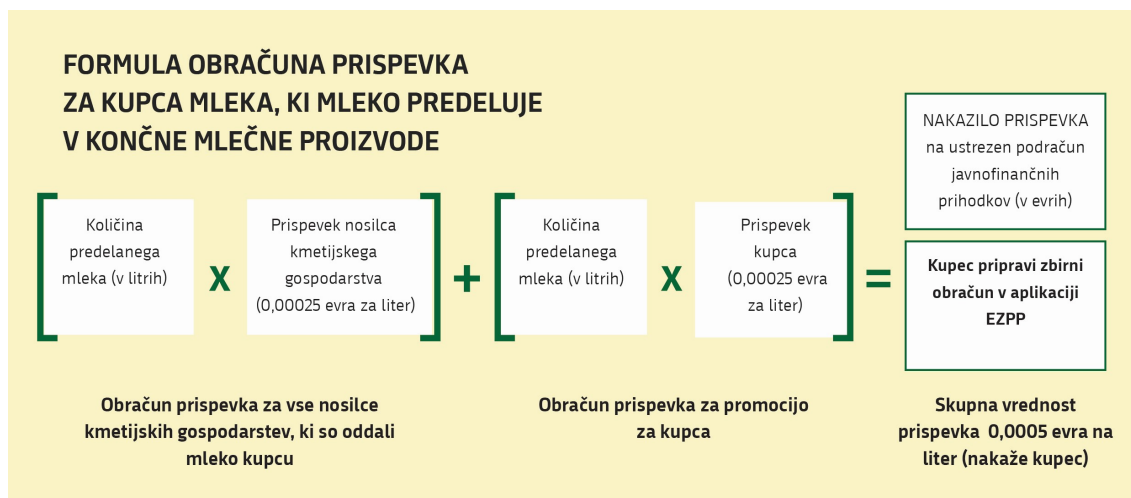 FORMULA OBRAČUNA PRISPEVKA
ZA KUPCA MLEKA, KI MLEKO PREDELUJE
V KONČNE MLEČNE PROIZVODE
Količina
predelanega
mleka (v litrih)
x
Prispevek nosilca
kmetijskega
gospodarstva
(0,00025 evra za liter)
+
Količina
predelanega
mleka (v litrih)
x
Prispevek
kupca
(0,00025 evra
za liter)
=
NAKAZILO PRISPEVKA
na ustrezen podračun
javnofinančnih
prihodkov (v evrih)
Kupec pripravi zbirni
obračun v aplikaciji
EZPP
Obračun prispevka za vse nosilce
kmetijskih gospodarstev, ki so oddali
mleko kupcu
Obračun prispevka za promocijo
za kupca
Skupna vrednost
prispevka 0,0005 evra na
liter (nakaže kupec)